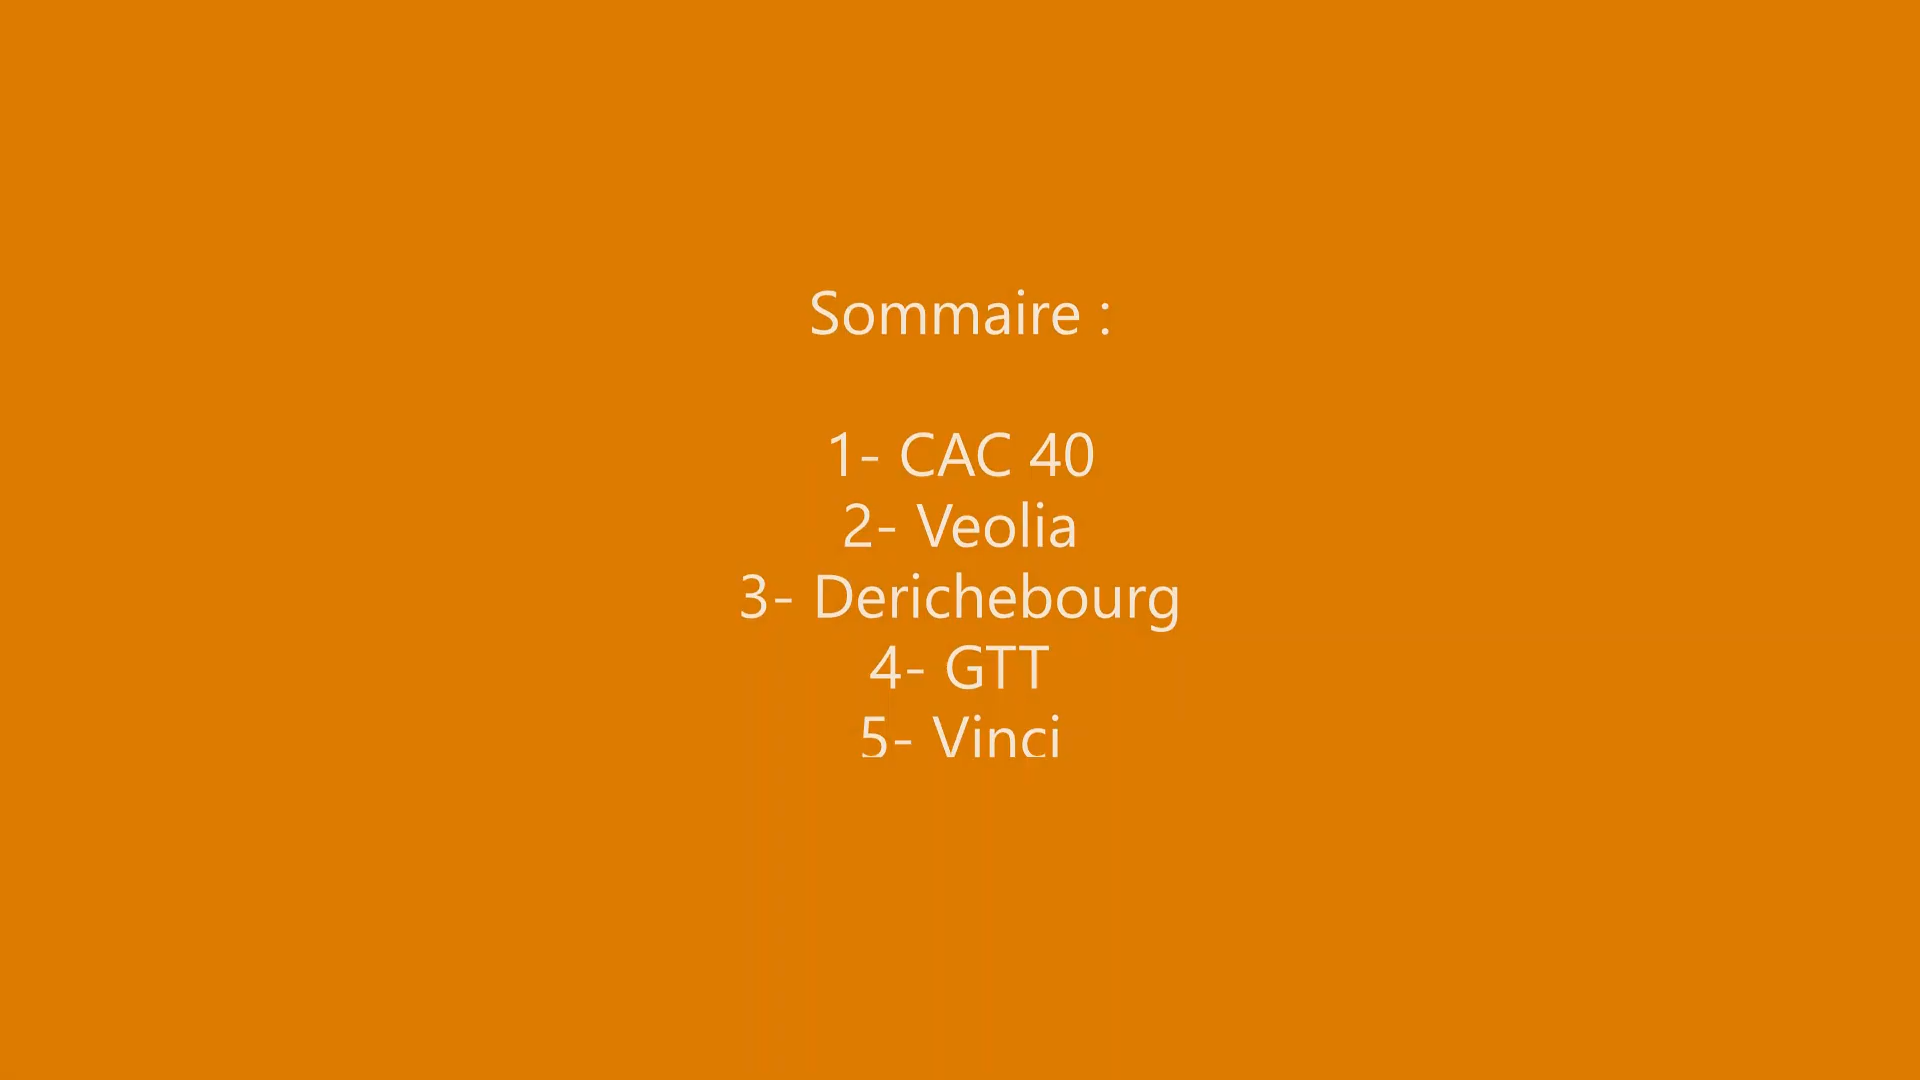 Sommaire :
1- CAC 40
2- Veolia
3- Derichebourg
4- GTT
5- Vinci